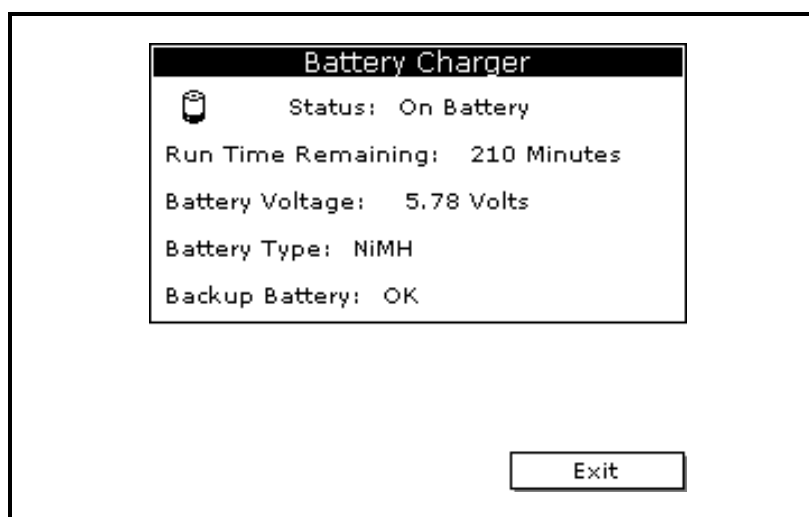 Battery Charger
Status: On Battery
Run Time Remaining: 210 Minutes
Battery Voltage: 5.78 Volts
Battery Type: NiMH
Backup Battery: OK
Exit